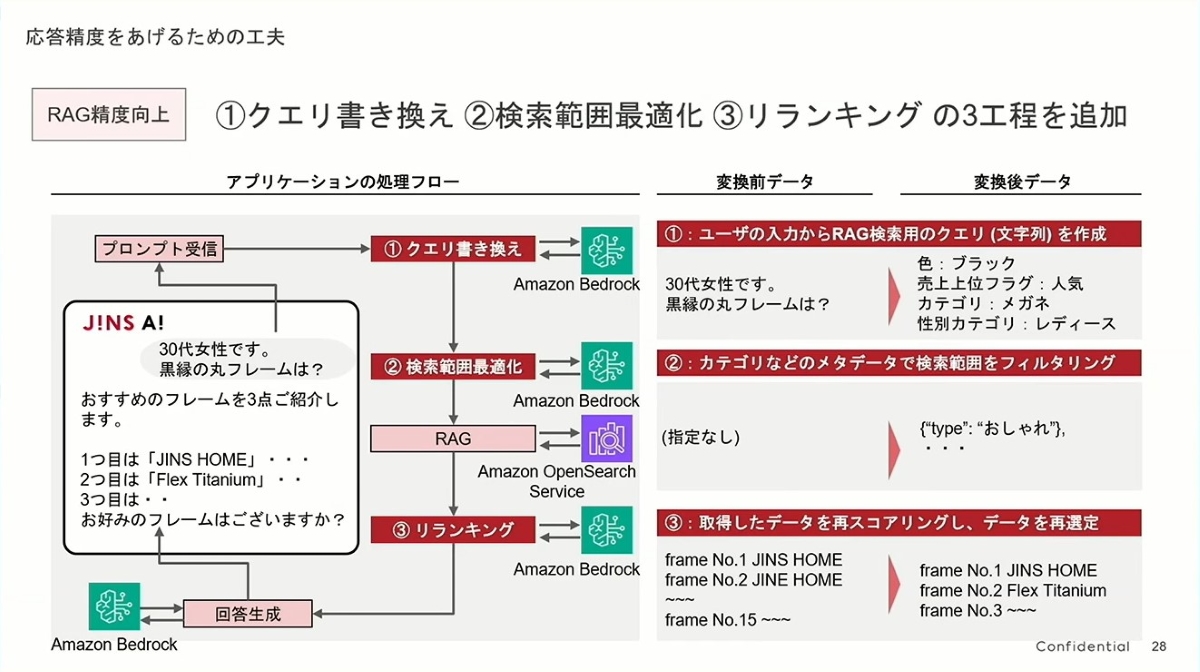 応答精度をあげるための工夫
RAG精度向上
①クエリ書き換え ②検索範囲最適化 ③リランキング の3工程を追加
アプリケーションの処理フロー
変換前データ
変換後データ
プロンプト受信
① クエリ書き換え
Amazon Bedrock
J!NS A!
30代女性です。
黒縁の丸フレームは？
おすすめのフレームを3点ご紹介し
ます。
1つ目は「JINS HOME」・・・
2つ目は「Flex Titanium」・・
3つ目は・・
お好みのフレームはございますか？
② 検索範囲最適化
Amazon Bedrock
RAG
Amazon OpenSearch
Service
③ リランキング
Amazon Bedrock
回答生成
Amazon Bedrock
①：ユーザの入力からRAG検索用のクエリ (文字列) を作成
30代女性です。
黒縁の丸フレームは？
色：ブラック
売上上位フラグ：人気
カテゴリ：メガネ
性別カテゴリ：レディース
②：カテゴリなどのメタデータで検索範囲をフィルタリング
(指定なし)
{“type”: “おしゃれ”},
・・・
③：取得したデータを再スコアリングし、データを再選定
frame No.1 JINS HOME
frame No.2 JINE HOME
~~~
frame No.15 ~~~
frame No.1 JINS HOME
frame No.2 Flex Titanium
frame No.3 ~~~
Confidential 28